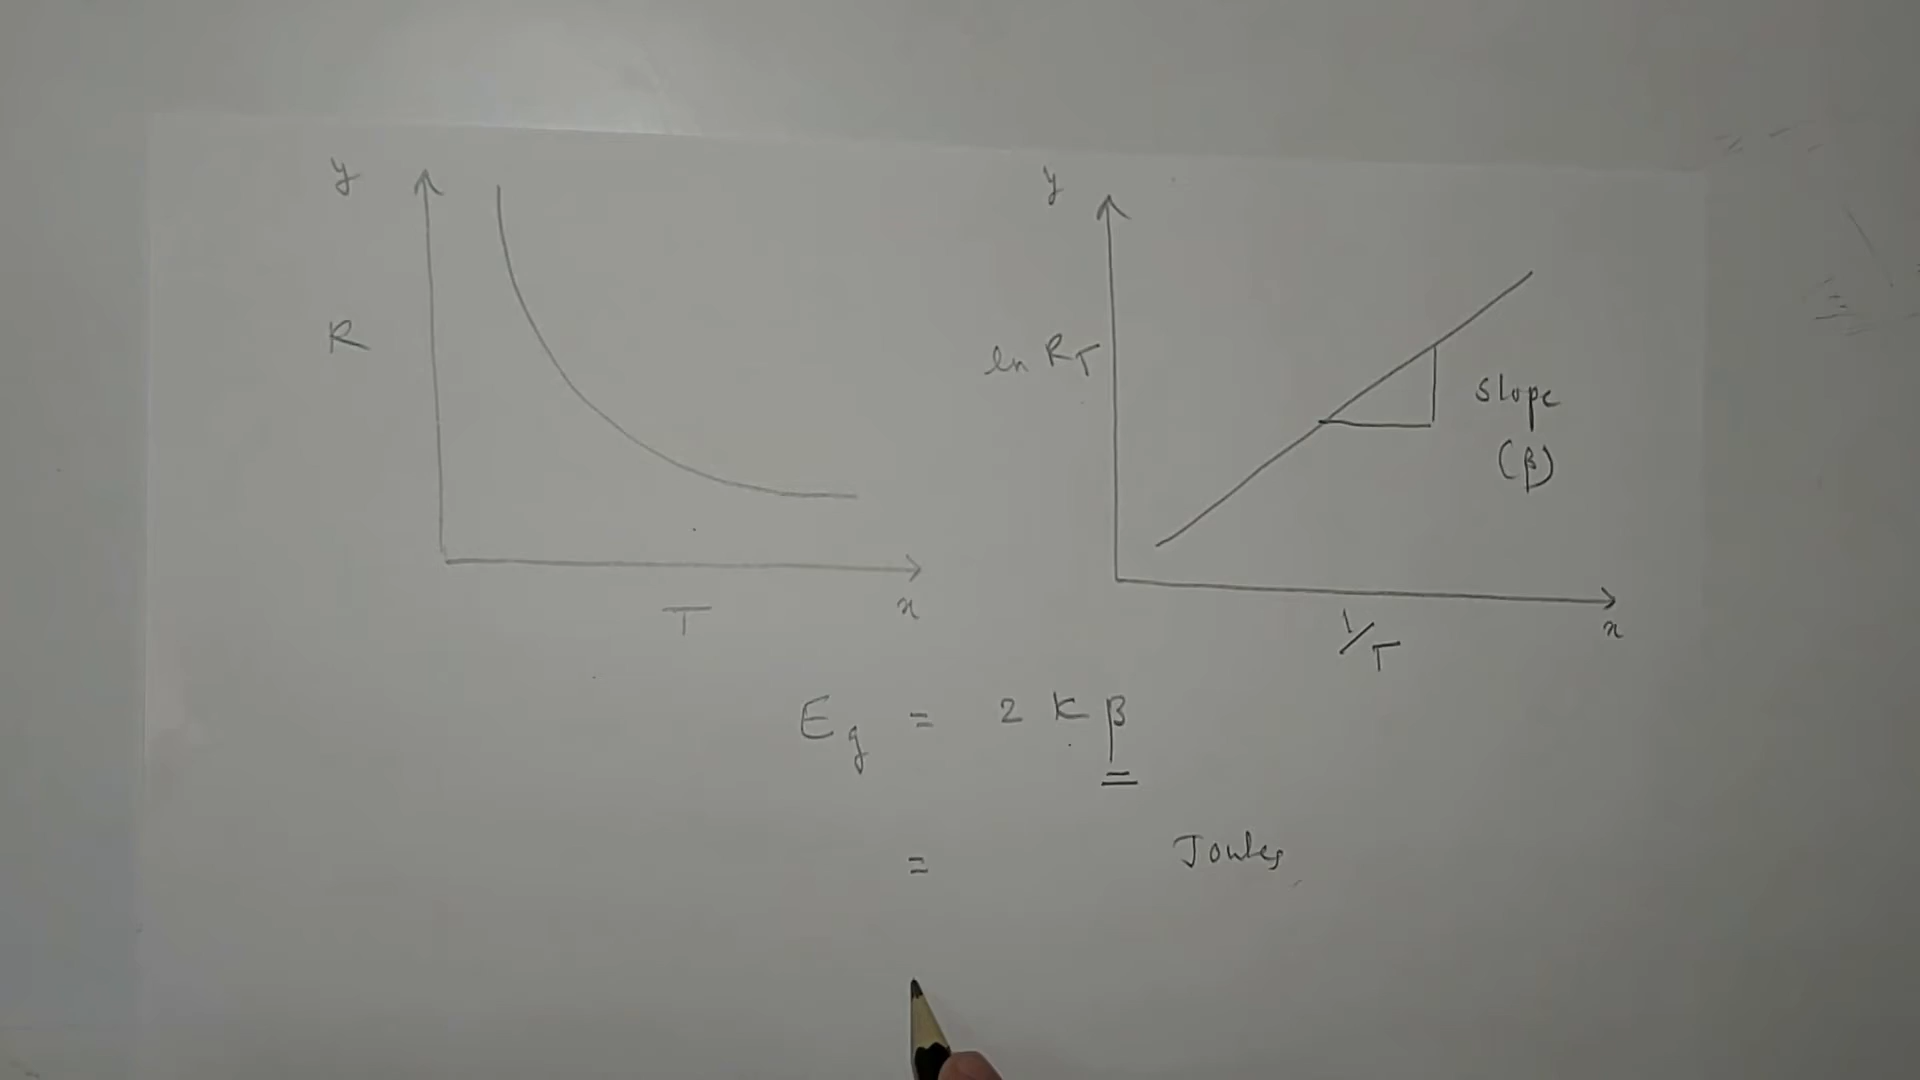 y
R
T
x
y
ln R_T
slope
(β)
1/T
x
E_g = 2 K β
= Joules